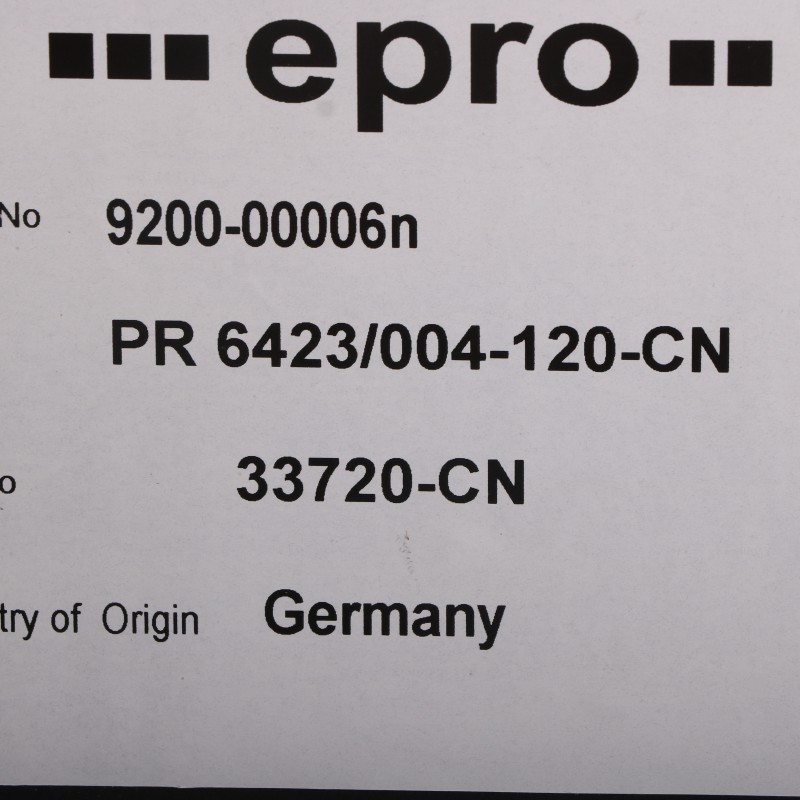 epro
No 9200-00006n
PR 6423/004-120-CN
o 33720-CN
try of Origin Germany